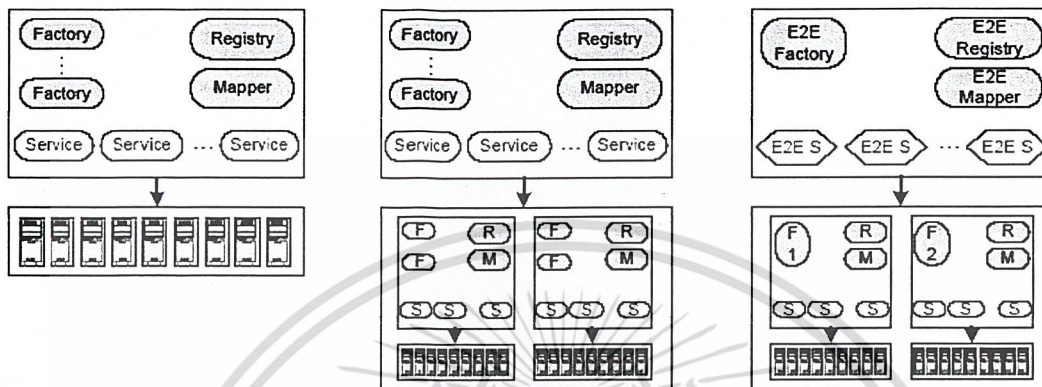 Factory Registry
Factory Mapper
Service Service ... Service
Factory Registry
Factory Mapper
Service Service ... Service
E2E Factory E2E Registry
E2E Mapper
E2E S E2E S ... E2E S
F R F R
F M F M
S S S S S S
F 1 R F 2 R
M M
S S S S S S